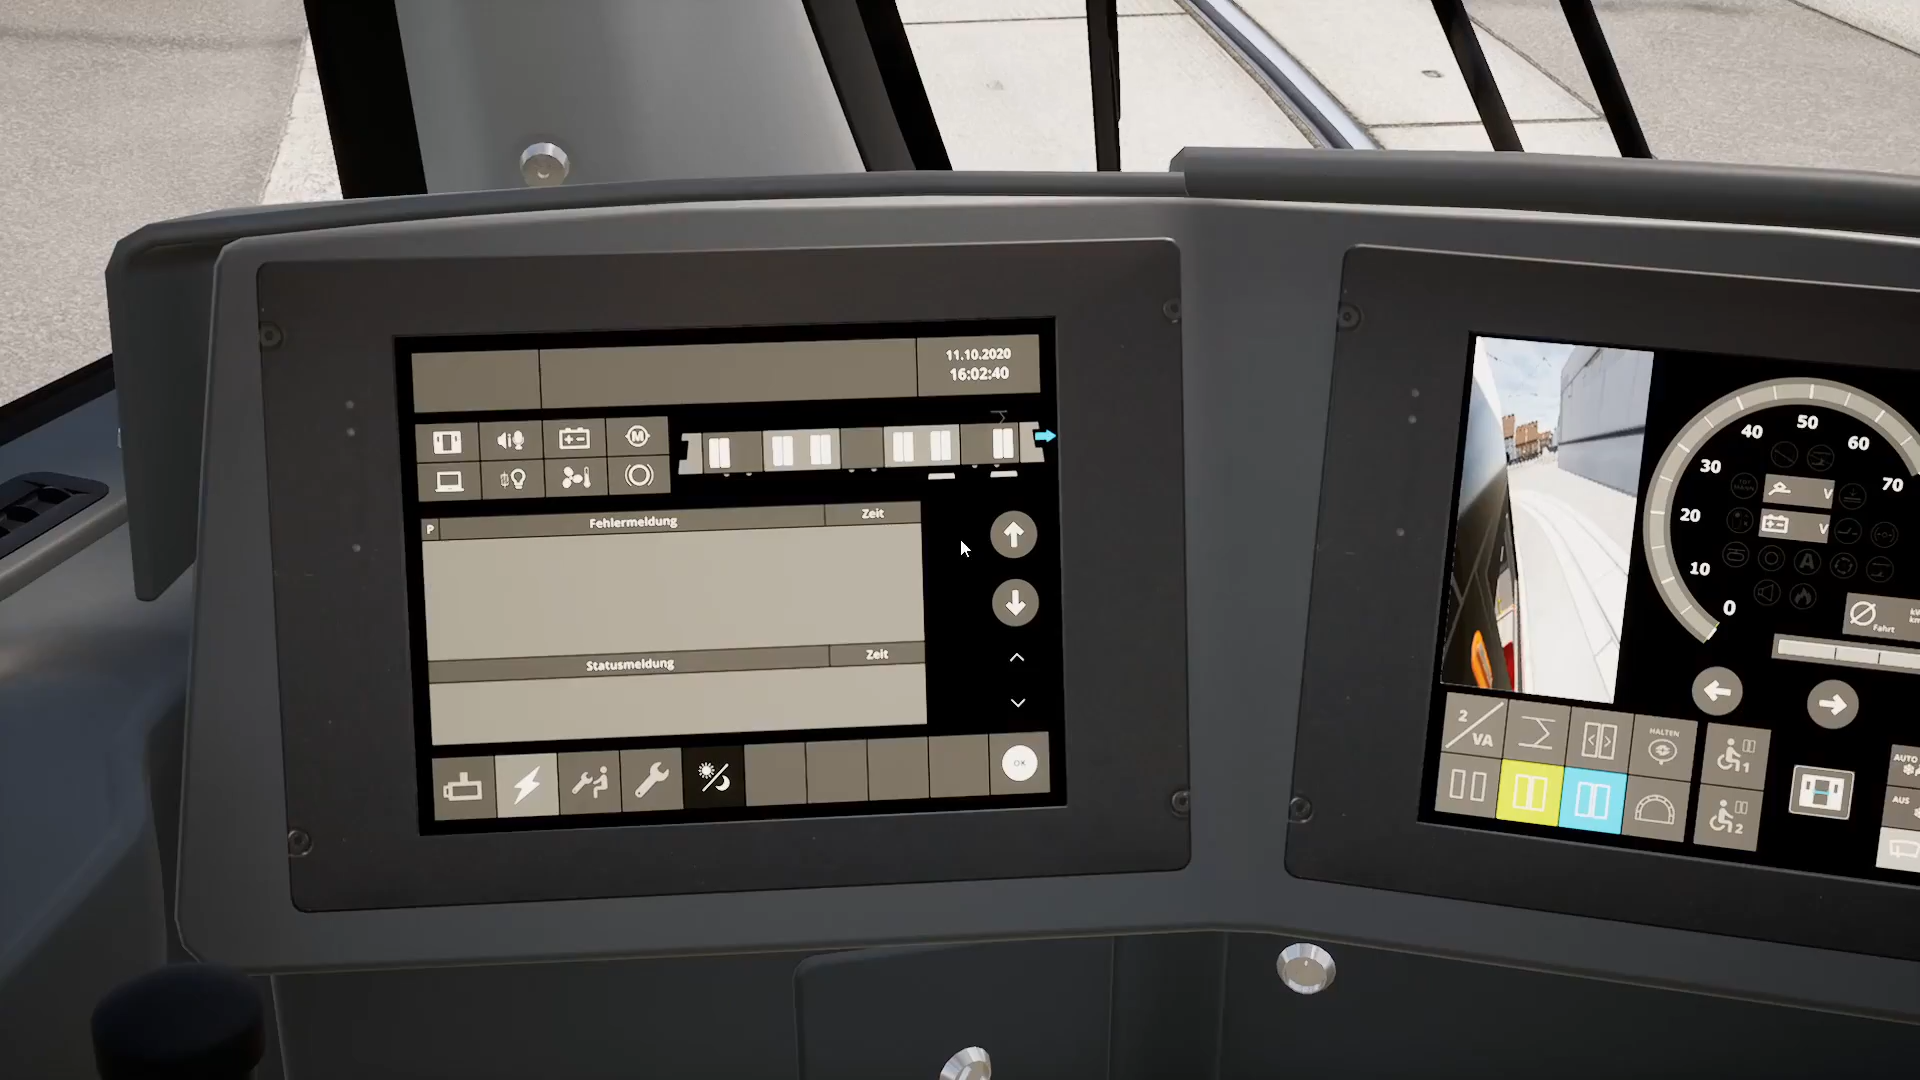 11.10.2020
16:02:40
M
P Fehlermeldung Zeit
Statusmeldung Zeit
OK
0
10
20
30
40
50
60
70
V
V
A
Fahrt
2
VA
HALTEN
1
2
AUTO
AUS